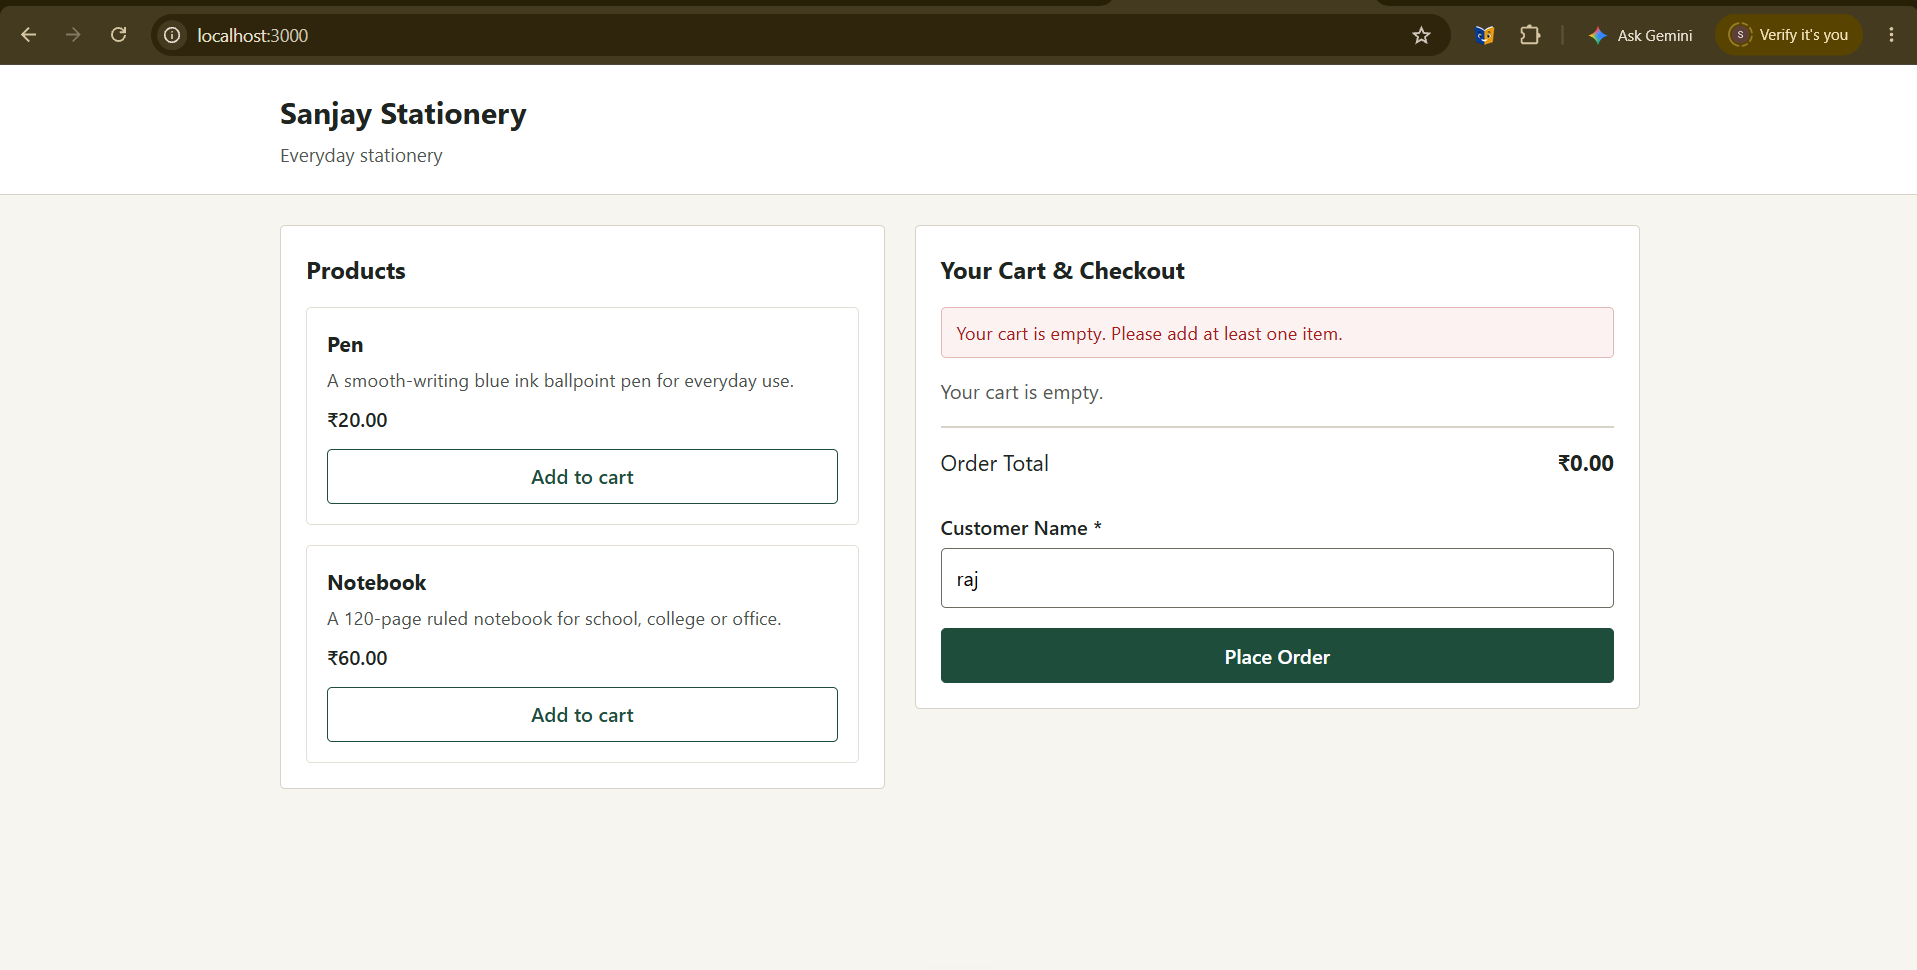 localhost:3000
Ask Gemini
S
Verify it's you
Sanjay Stationery
Everyday stationery
Products
Pen
A smooth-writing blue ink ballpoint pen for everyday use.
₹20.00
Add to cart
Notebook
A 120-page ruled notebook for school, college or office.
₹60.00
Add to cart
Your Cart & Checkout
Your cart is empty. Please add at least one item.
Your cart is empty.
Order Total ₹0.00
Customer Name *
raj
Place Order